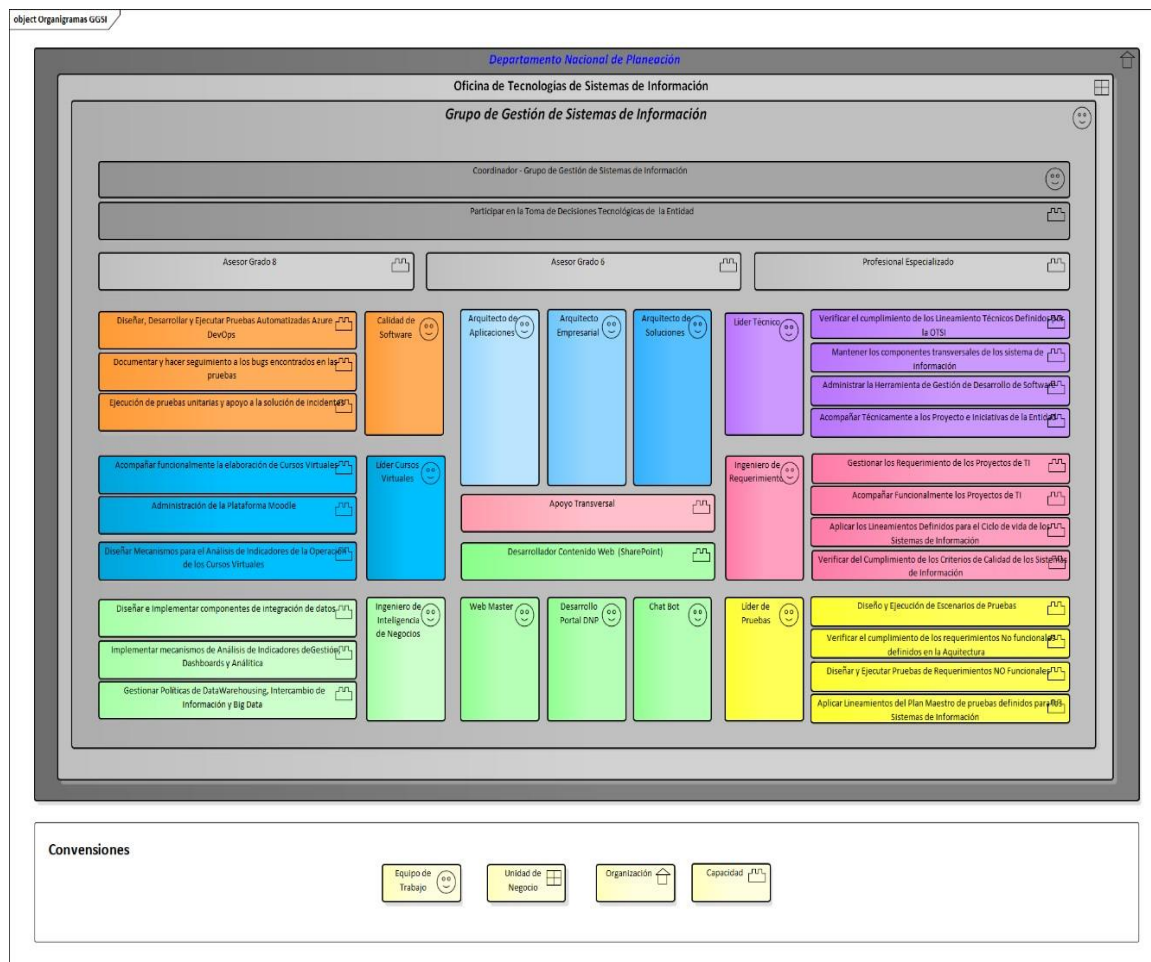 object Organigramas GGSI
Departamento Nacional de Planeación
Oficina de Tecnologías de Sistemas de Información
Grupo de Gestión de Sistemas de Información
Coordinador - Grupo de Gestión de Sistemas de Información
Participar en la Toma de Decisiones Tecnológicas de la Entidad
Asesor Grado 8
Asesor Grado 6
Profesional Especializado
Diseñar, Desarrollar y Ejecutar Pruebas Automatizadas Azure
DevOps
Documentar y hacer seguimiento a los bugs encontrados en las
pruebas
Ejecución de pruebas unitarias y apoyo a la solución de incidentes
Calidad de
Software
Arquitecto de
Aplicaciones
Arquitecto
Empresarial
Arquitecto de
Soluciones
Lider Técnico
Verificar el cumplimiento de los Lineamiento Técnicos Definidos por
la OTSI
Mantener los componentes transversales de los sistema de
información
Administrar la Herramienta de Gestión de Desarrollo de Software
Acompañar Técnicamente a los Proyecto e Iniciativas de la Entidad
Acompañar funcionalmente la elaboración de Cursos Virtuales
Administración de la Plataforma Moodle
Diseñar Mecanismos para el Análisis de Indicadores de la Operación
de los Cursos Virtuales
Líder Cursos
Virtuales
Apoyo Transversal
Desarrollador Contenido Web (SharePoint)
Ingeniero de
Requerimiento
Gestionar los Requerimiento de los Proyectos de TI
Acompañar Funcionalmente los Proyectos de TI
Aplicar los Lineamientos Definidos para el Ciclo de vida de los
Sistemas de Información
Verificar del Cumplimiento de los Criterios de Calidad de los Sistemas
de Información
Diseñar e Implementar componentes de integración de datos
Implementar mecanismos de Análisis de Indicadores deGestión,
Dashboards y Análitica
Gestionar Políticas de DataWarehousing, Intercambio de
Información y Big Data
Ingeniero de
Inteligencia
de Negocios
Web Master
Desarrollo
Portal DNP
Chat Bot
Líder de
Pruebas
Diseño y Ejecución de Escenarios de Pruebas
Verificar el cumplimiento de los requerimientos No funcionales
definidos en la Aquitectura
Diseñar y Ejecutar Pruebas de Requerimientos NO Funcionales
Aplicar Lineamientos del Plan Maestro de pruebas definidos para
Sistemas de Información
Convensiones
Equipo de
Trabajo
Unidad de
Negocio
Organización
Capacidad